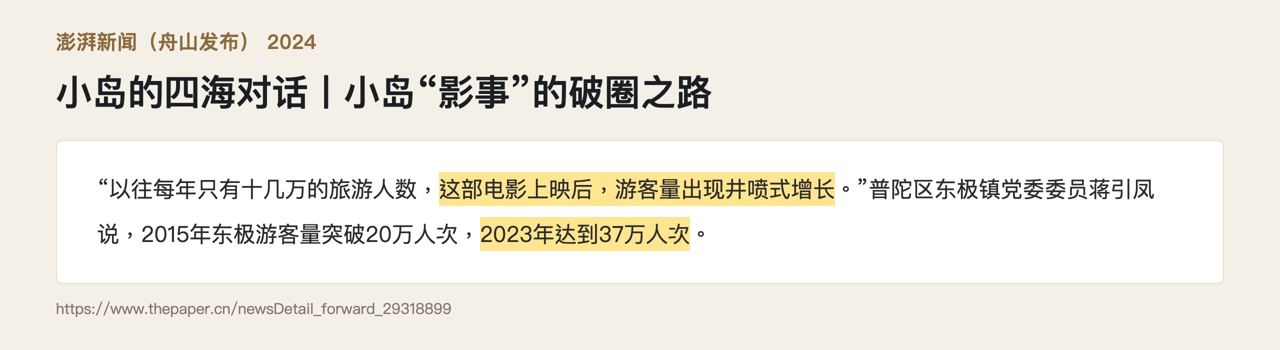 澎湃新闻（舟山发布） 2024
小岛的四海对话丨小岛“影事”的破圈之路
“以往每年只有十几万的旅游人数，这部电影上映后，游客量出现井喷式增长。”普陀区东极镇党委委员蒋引凤
说，2015年东极游客量突破20万人次，2023年达到37万人次。
https://www.thepaper.cn/newsDetail_forward_29318899